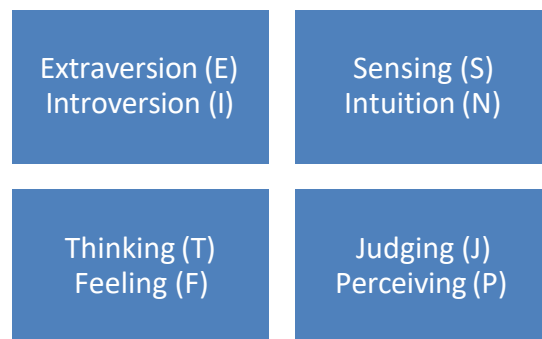 Extraversion (E)
Introversion (I)
Sensing (S)
Intuition (N)
Thinking (T)
Feeling (F)
Judging (J)
Perceiving (P)